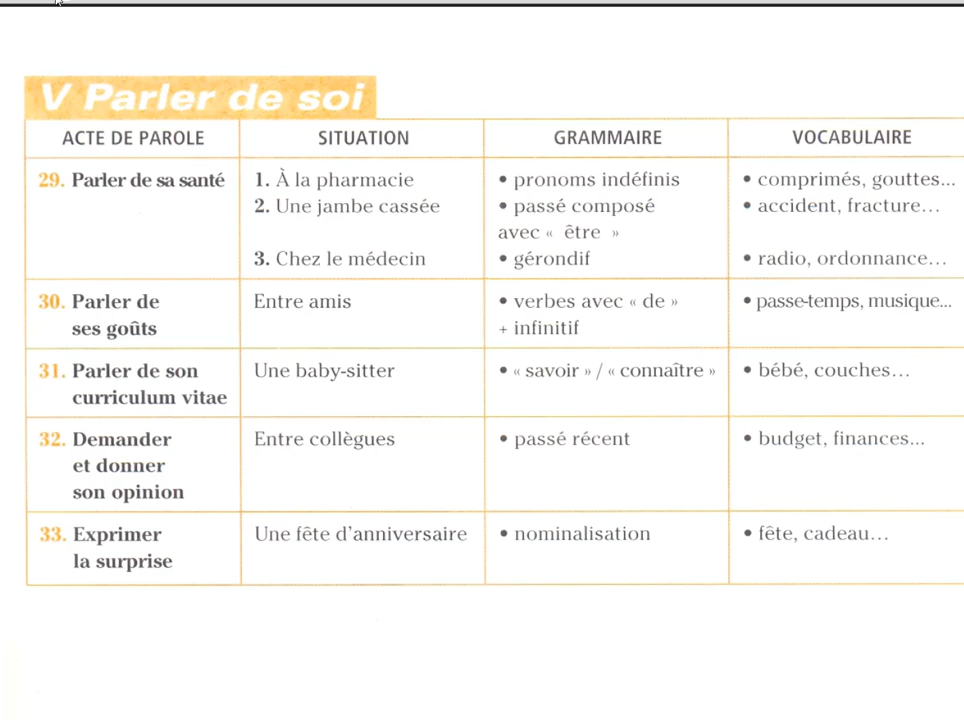 V Parler de soi
ACTE DE PAROLE SITUATION GRAMMAIRE VOCABULAIRE
29. Parler de sa santé 1. À la pharmacie • pronoms indéfinis • comprimés, gouttes...
2. Une jambe cassée • passé composé • accident, fracture...
avec « être »
3. Chez le médecin • gérondif • radio, ordonnance...
30. Parler de Entre amis • verbes avec « de » • passe-temps, musique...
ses goûts + infinitif
31. Parler de son Une baby-sitter • « savoir » / « connaître » • bébé, couches...
curriculum vitae
32. Demander Entre collègues • passé récent • budget, finances...
et donner
son opinion
33. Exprimer Une fête d'anniversaire • nominalisation • fête, cadeau...
la surprise